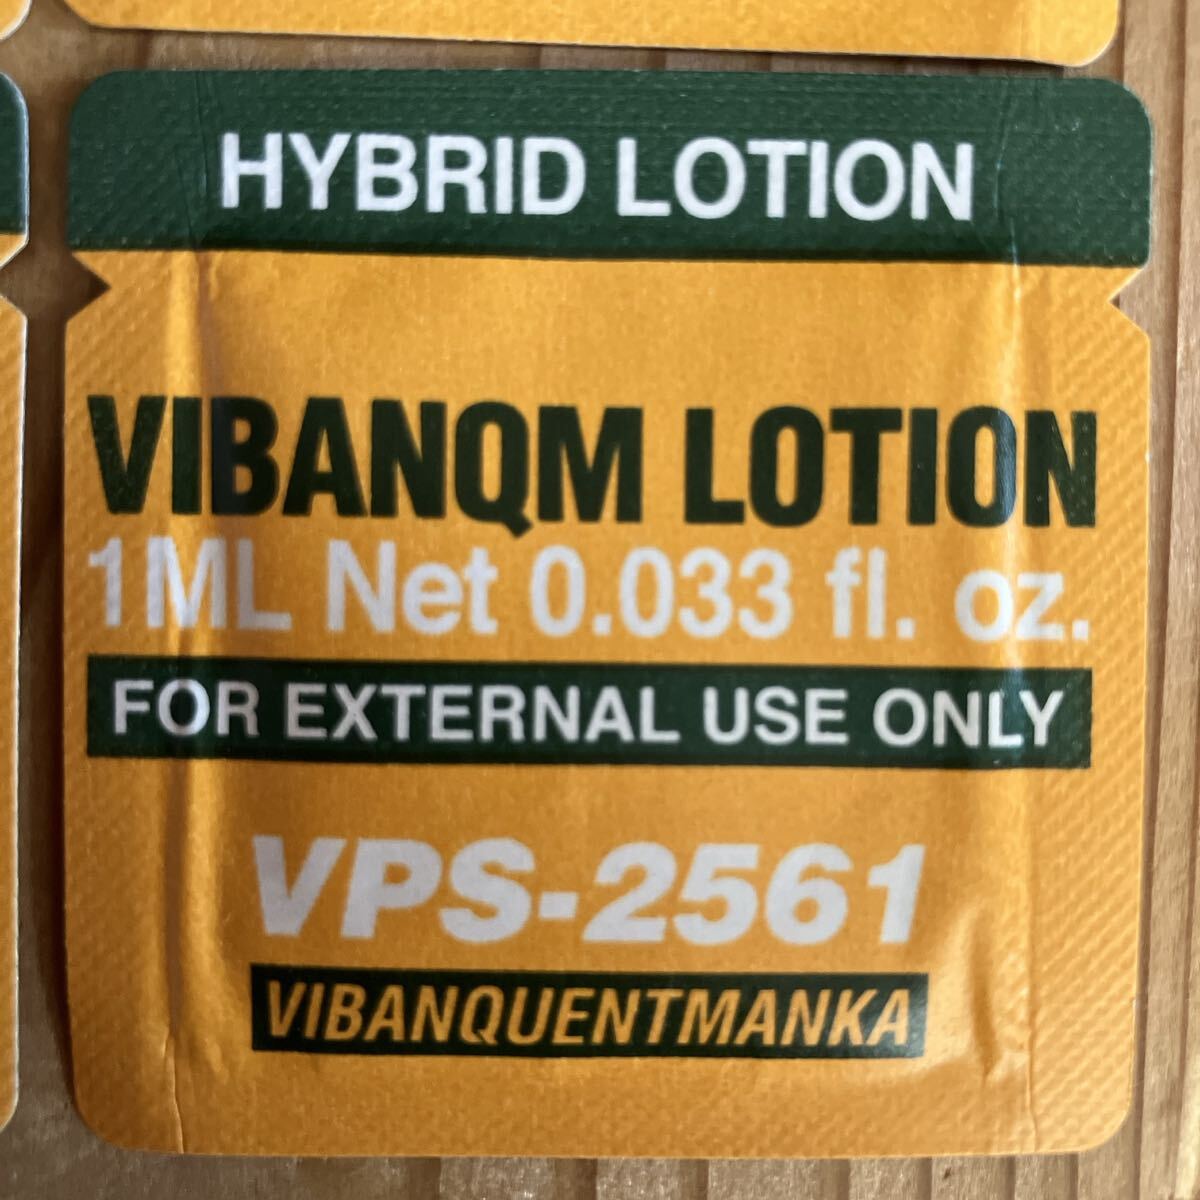 HYBRID LOTION
VIBANQM LOTION
1ML Net 0.033 fl. oz.
FOR EXTERNAL USE ONLY
VPS-2561
VIBANQUENTMANKA